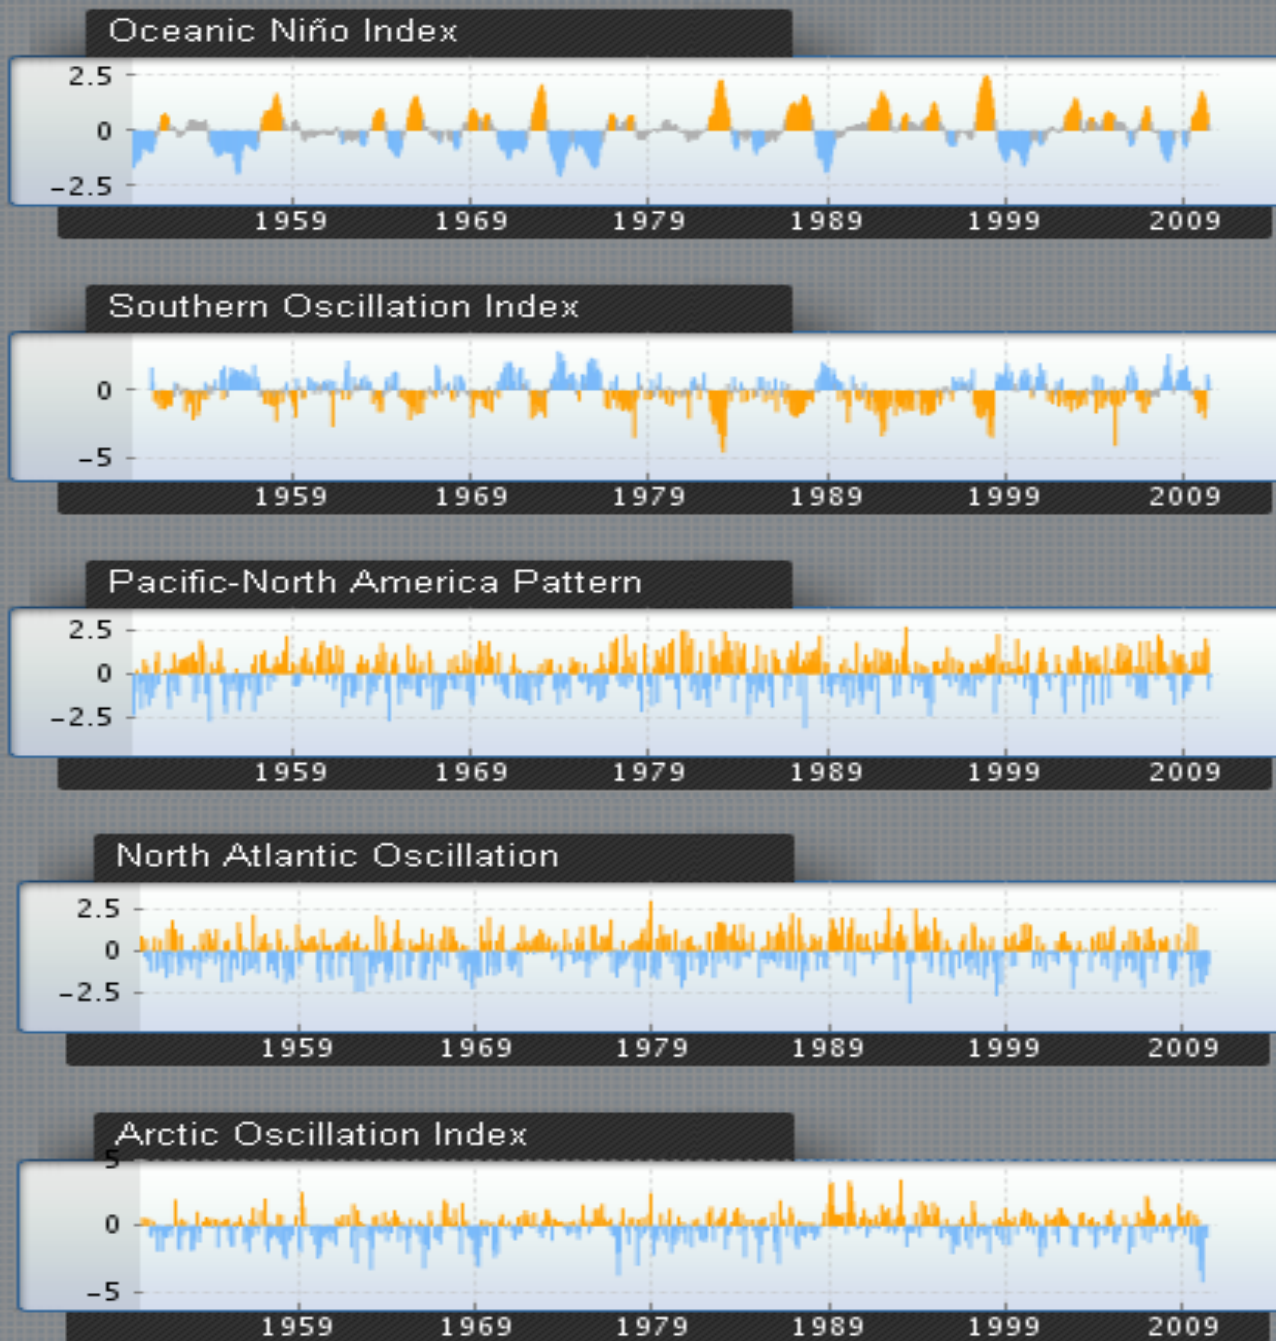 Oceanic Niño Index
2.5
0
−2.5
1959 1969 1979 1989 1999 2009
Southern Oscillation Index
0
−5
1959 1969 1979 1989 1999 2009
Pacific-North America Pattern
2.5
0
−2.5
1959 1969 1979 1989 1999 2009
North Atlantic Oscillation
2.5
0
−2.5
1959 1969 1979 1989 1999 2009
Arctic Oscillation Index
5
0
−5
1959 1969 1979 1989 1999 2009